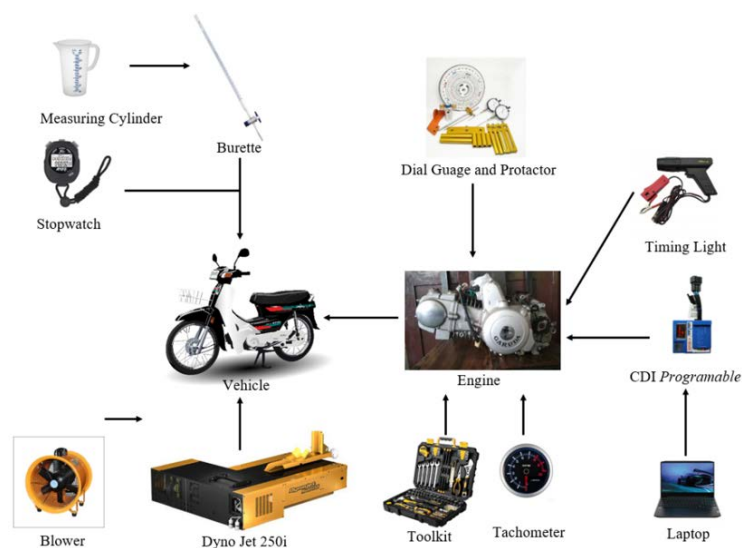 Measuring Cylinder
Burette
Dial Guage and Protactor
Stopwatch
Timing Light
GARUDA
Vehicle
Engine
CDI Programable
Blower
Dyno Jet 250i
Toolkit
Tachometer
Laptop